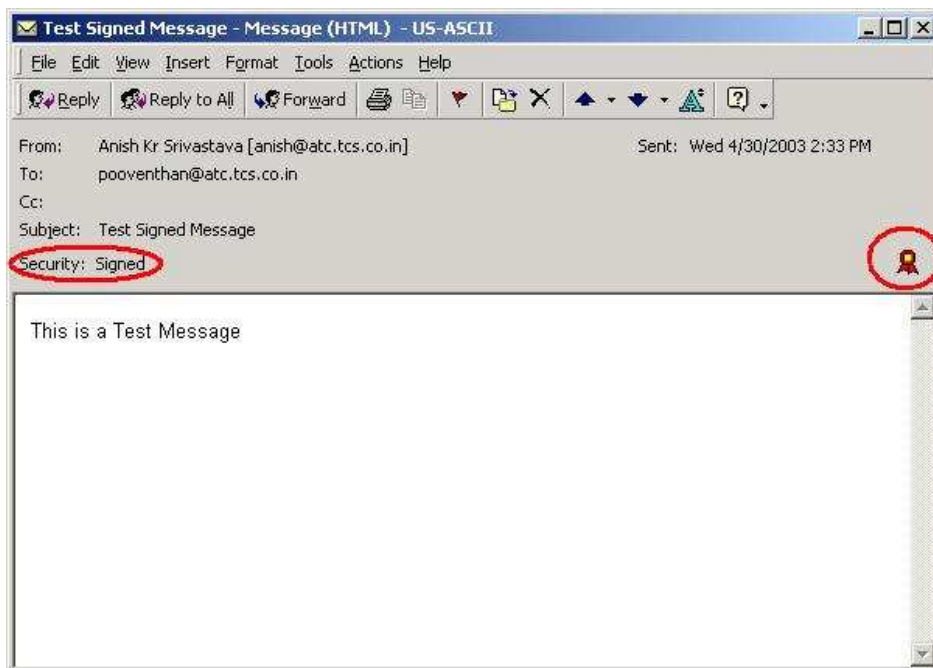 Test Signed Message - Message (HTML) - US-ASCII
File Edit View Insert Format Tools Actions Help
Reply Reply to All Forward
From: Anish Kr Srivastava [anish@atc.tcs.co.in] Sent: Wed 4/30/2003 2:33 PM
To: pooventhan@atc.tcs.co.in
Cc:
Subject: Test Signed Message
Security: Signed
This is a Test Message